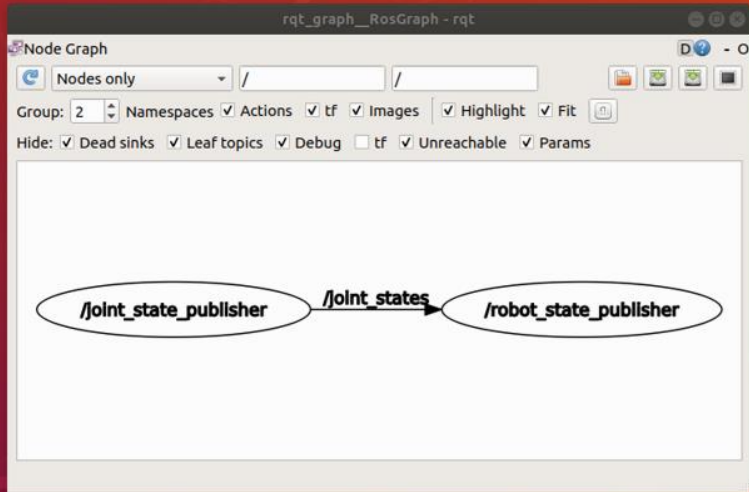 rqt_graph__RosGraph - rqt
Node Graph
D - O
Nodes only / /
Group: 2 Namespaces Actions tf Images Highlight Fit
Hide: Dead sinks Leaf topics Debug tf Unreachable Params
/joint_state_publisher /joint_states /robot_state_publisher